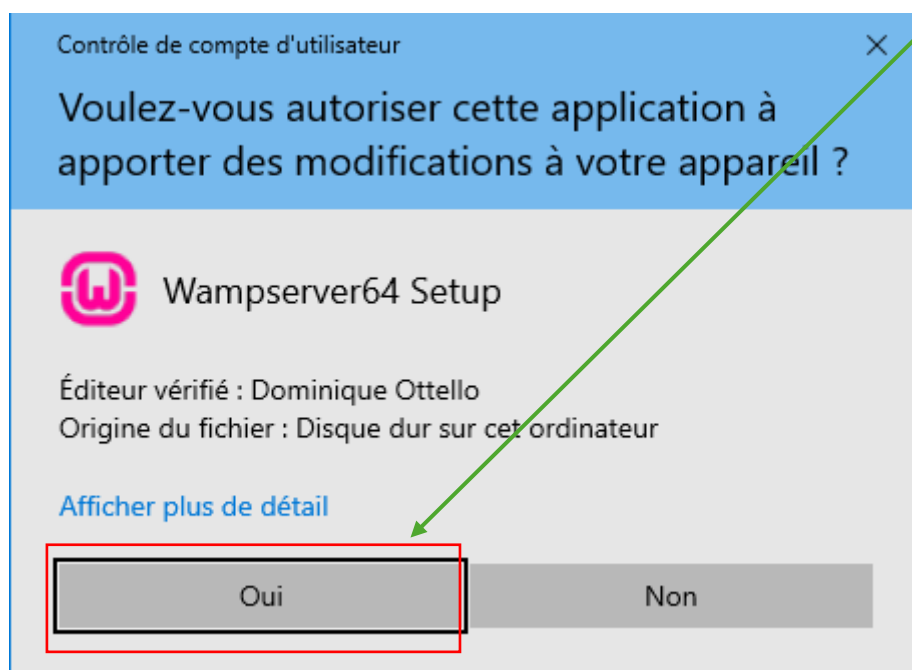 Contrôle de compte d'utilisateur
Voulez-vous autoriser cette application à
apporter des modifications à votre appareil ?
Wampserver64 Setup
Éditeur vérifié : Dominique Ottello
Origine du fichier : Disque dur sur cet ordinateur
Afficher plus de détail
Oui
Non